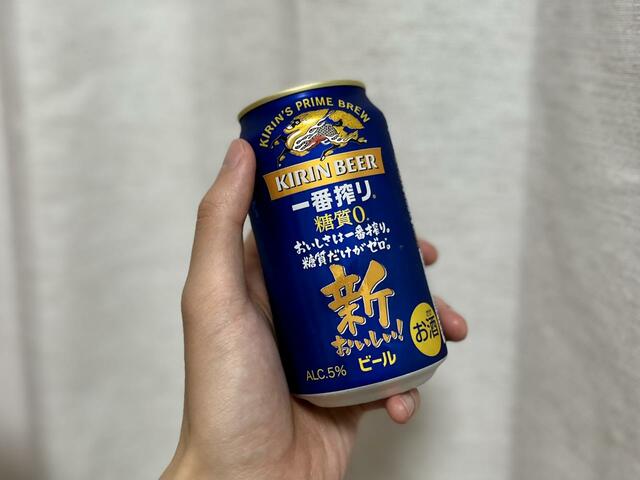 KIRIN'S PRIME BREW
KIRIN BEER
一番搾り®
糖質0。
おいしさは一番搾り。
糖質だけがゼロ。
新
おいしい!
ALC.5%
ビール
お酒